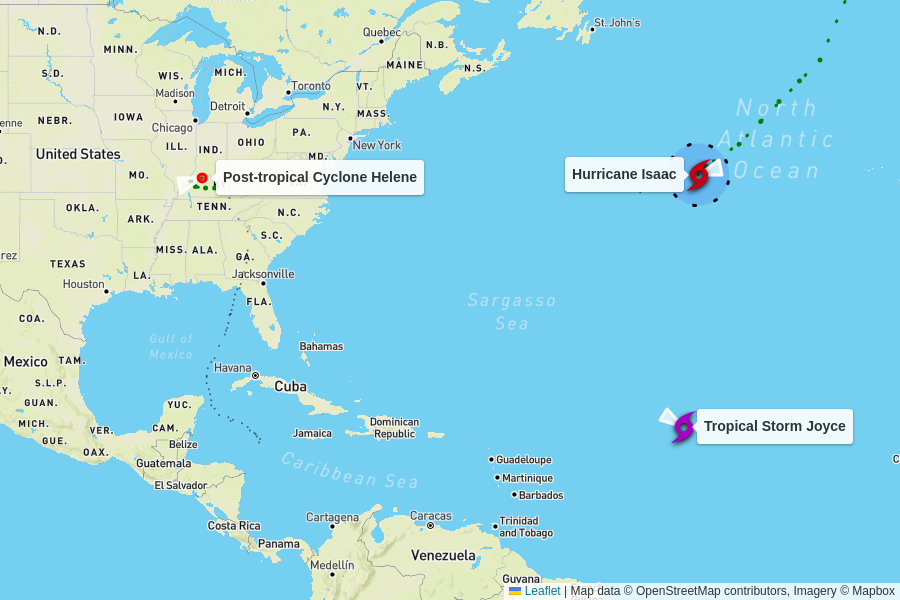 St. John's
Quebec
N.B.
N.D.
MINN.
MAINE
N.S.
WIS.
MICH.
Toronto
VT.
S.D.
Madison
Detroit
N.Y.
MASS.
North
Atlantic
Ocean
NEBR.
IOWA
Chicago
PA.
New York
ILL.
IND.
OHIO
United States
MD.
MO.
Post-tropical Cyclone Helene
Hurricane Isaac
OKLA.
TENN.
ARK.
N.C.
S.C.
MISS.
ALA.
GA.
TEXAS
LA.
Jacksonville
Houston
FLA.
Sargasso
Sea
COA.
Gulf of
Mexico
Bahamas
Mexico
TAM.
Havana
Cuba
S.L.P.
GUAN.
YUC.
MICH.
VER.
CAM.
GUE.
OAX.
Belize
Jamaica
Dominican
Republic
Tropical Storm Joyce
Guatemala
El Salvador
Caribbean Sea
Guadeloupe
Martinique
Barbados
Costa Rica
Panama
Cartagena
Caracas
Trinidad
and Tobago
Medellín
Venezuela
Guyana
Leaflet | Map data © OpenStreetMap contributors, Imagery © Mapbox